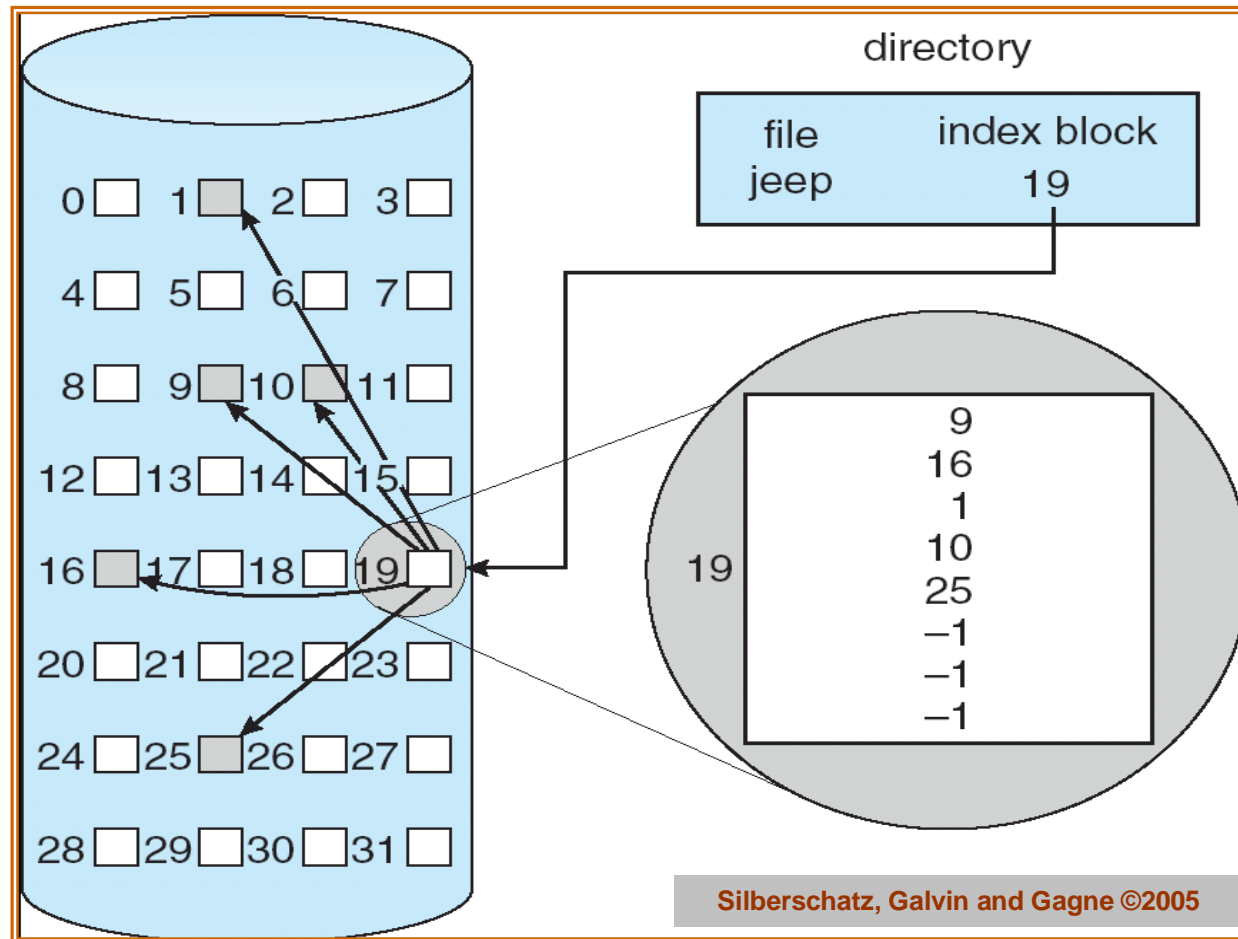 directory
file index block
jeep 19
0 1 2 3
4 5 6 7
8 9 10 11
12 13 14 15
16 17 18 19
20 21 22 23
24 25 26 27
28 29 30 31
19
9
16
1
10
25
–1
–1
–1
Silberschatz, Galvin and Gagne ©2005